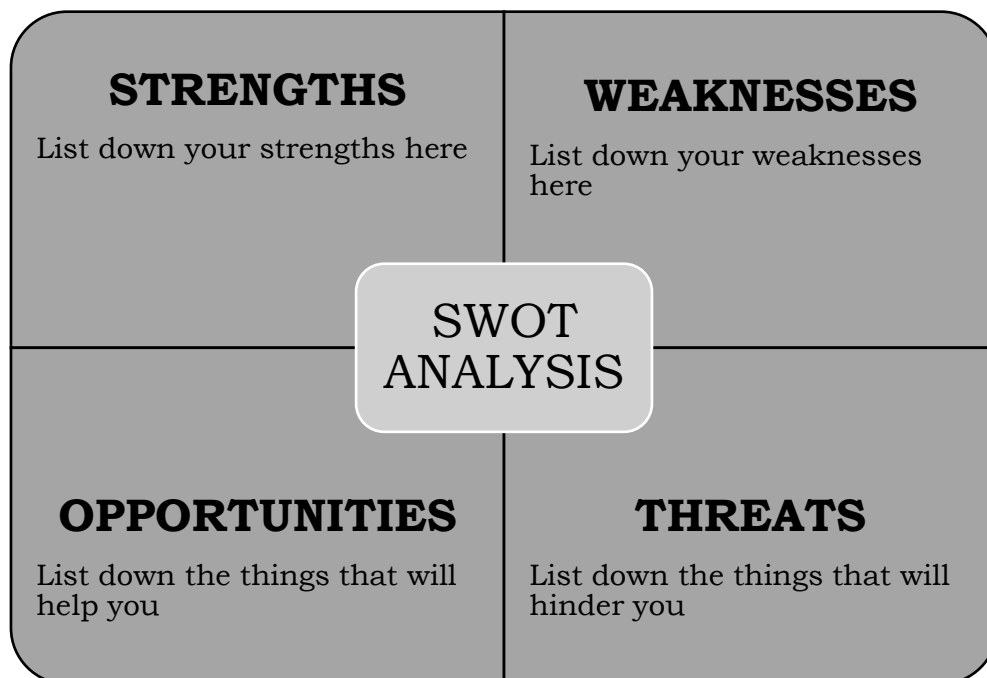 STRENGTHS
List down your strengths here
WEAKNESSES
List down your weaknesses
here
SWOT
ANALYSIS
OPPORTUNITIES
List down the things that will
help you
THREATS
List down the things that will
hinder you